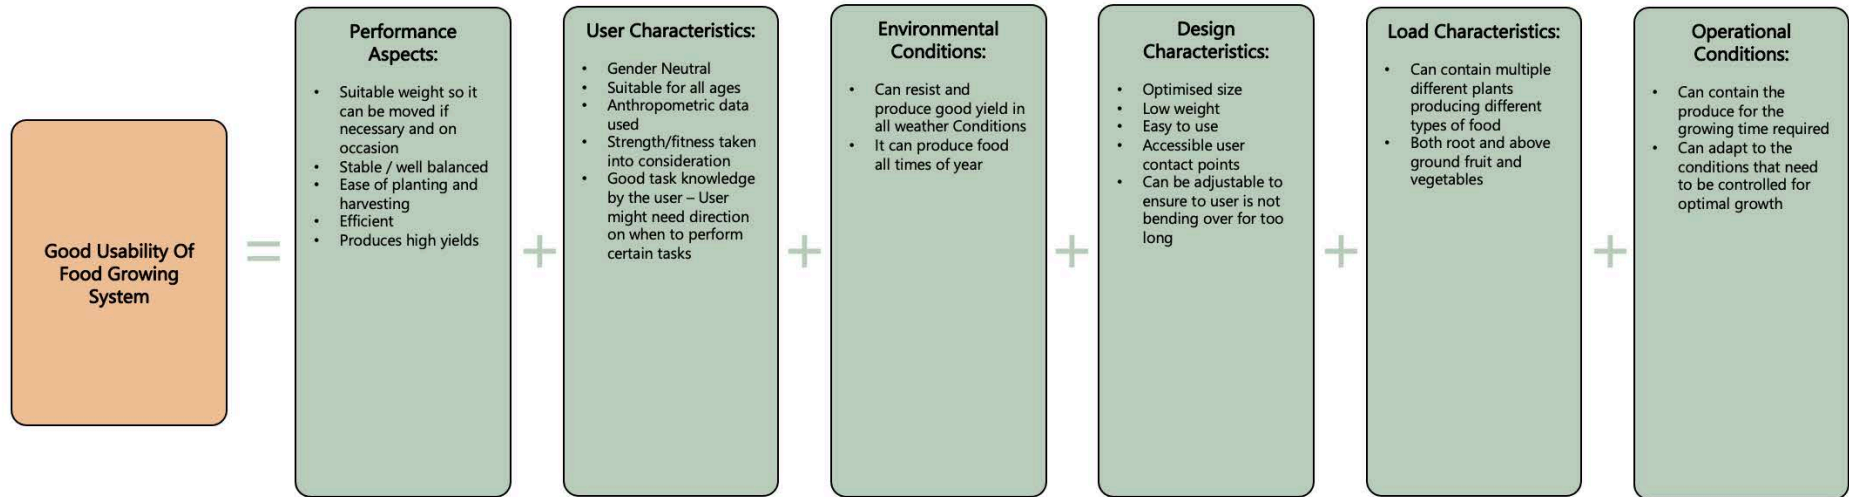 Good Usability Of
Food Growing
System
=
Performance
Aspects:
• Suitable weight so it
can be moved if
necessary and on
occasion
• Stable / well balanced
• Ease of planting and
harvesting
• Efficient
• Produces high yields
+
User Characteristics:
• Gender Neutral
• Suitable for all ages
• Anthropometric data
used
• Strength/fitness taken
into consideration
• Good task knowledge
by the user – User
might need direction
on when to perform
certain tasks
+
Environmental
Conditions:
• Can resist and
produce good yield in
all weather Conditions
• It can produce food
all times of year
+
Design
Characteristics:
• Optimised size
• Low weight
• Easy to use
• Accessible user
contact points
• Can be adjustable to
ensure to user is not
bending over for too
long
+
Load Characteristics:
• Can contain multiple
different plants
producing different
types of food
• Both root and above
ground fruit and
vegetables
+
Operational
Conditions:
• Can contain the
produce for the
growing time required
• Can adapt to the
conditions that need
to be controlled for
optimal growth